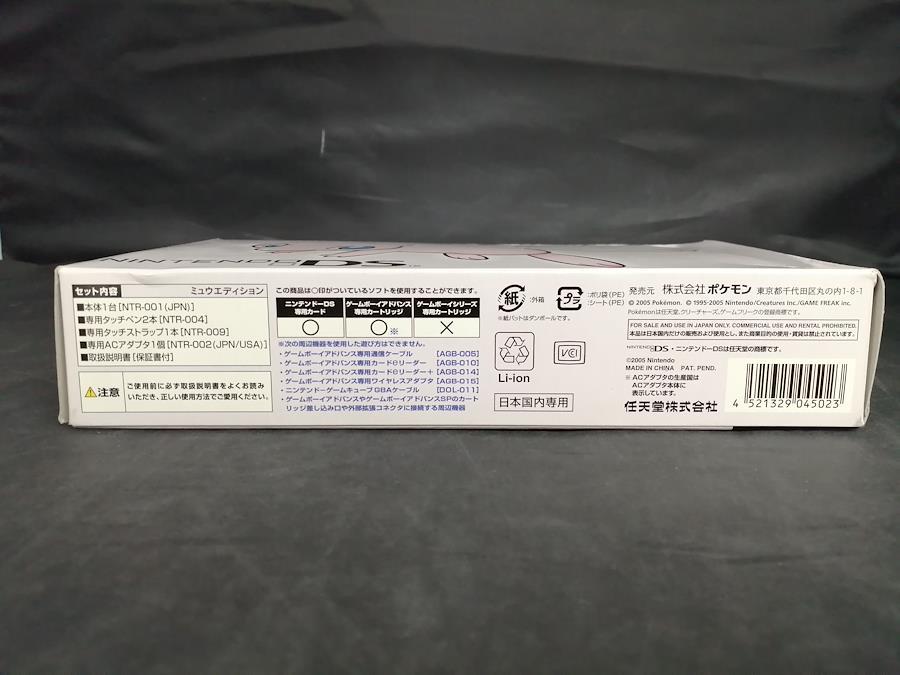 NINTENDO DS
セット内容 ミュウエディション
■本体1台[NTR-001(JPN)]
■専用タッチペン2本[NTR-004]
■専用タッチストラップ1本[NTR-009]
■専用ACアダプタ1個[NTR-002(JPN/USA)]
■取扱説明書[保証書付]
注意
ご使用前に必ず取扱説明書をよくお読み
いただき、正しい使用方法でご使用ください。
この商品は〇印がついているソフトを使用することができます。
ニンテンドーDS
専用カード
ゲームボーイアドバンス
専用カートリッジ
ゲームボーイシリーズ
専用カートリッジ
〇
〇※
×
※次の周辺機器を使用した遊び方はできません。
・ゲームボーイアドバンス専用通信ケーブル [AGB-005]
・ゲームボーイアドバンス専用カードeリーダー [AGB-010]
・ゲームボーイアドバンス専用カードeリーダー+ [AGB-014]
・ゲームボーイアドバンス専用ワイヤレスアダプタ [AGB-015]
・ニンテンドーゲームキューブGBAケーブル [DOL-011]
・ゲームボーイアドバンスやゲームボーイアドバンスSPのカート
リッジ差し込み口や外部拡張コネクタに接続する周辺機器
紙
:外箱
プラ
:ポリ袋(PE)
:シート(PE)
※紙パットはダンボールです。
Li-ion
VCI
日本国内専用
発売元 株式会社ポケモン 東京都千代田区丸の内1-8-1
© 2005 Pokémon. © 1995-2005 Nintendo/Creatures Inc./GAME FREAK inc.
Pokémonは任天堂、クリーチャーズ、ゲームフリークの登録商標です。
FOR SALE AND USE IN JAPAN ONLY. COMMERCIAL USE AND RENTAL PROHIBITED.
本品は日本国内だけの販売および使用とし、また商業目的の使用・賃貸は禁止されています。
NINTENDO DS・ニンテンドーDSは任天堂の商標です。
©2005 Nintendo
MADE IN CHINA PAT. PEND.
※ACアダプタの生産国は
ACアダプタ本体に
表示しています。
任天堂株式会社
4 521329 045023